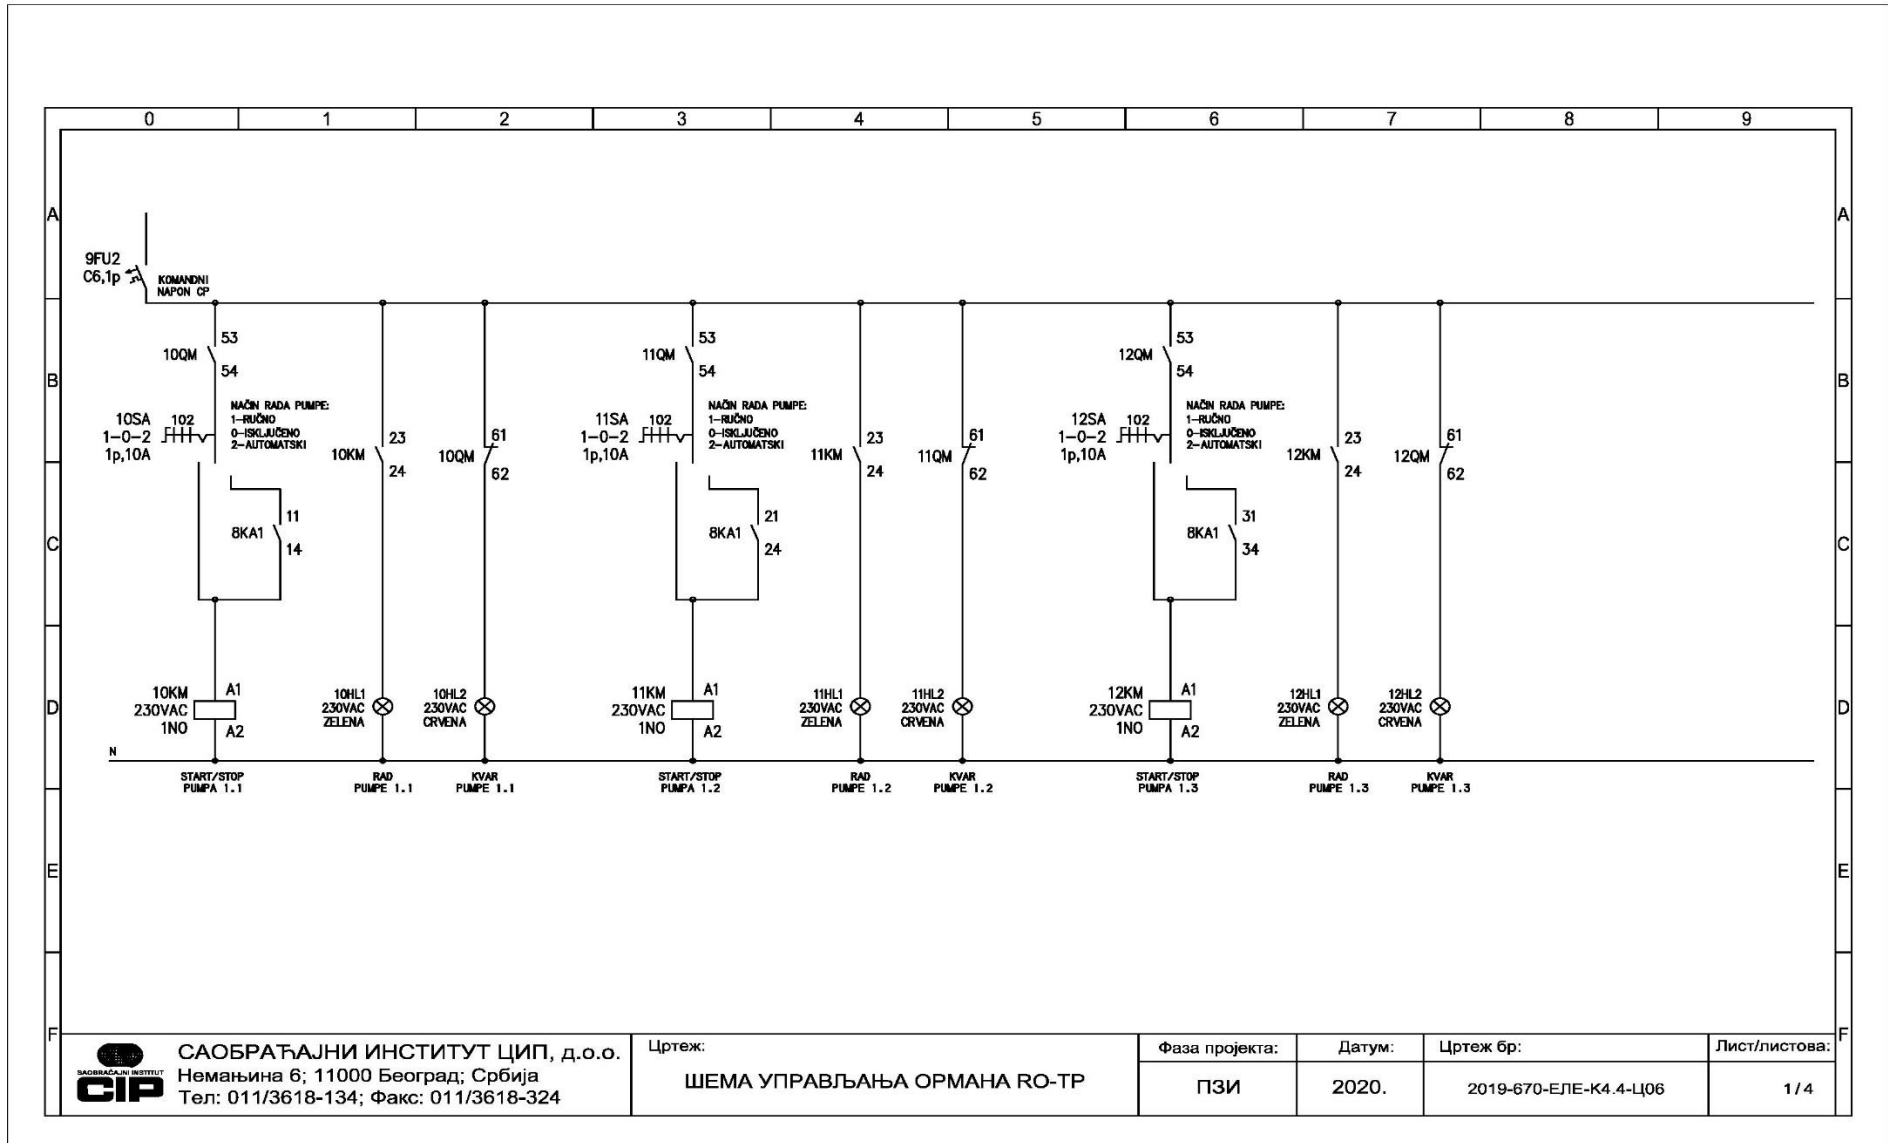 0 1 2 3 4 5 6 7 8 9
A A
9FU2
C6,1p
KOMANDNI
NAPON CP
B B
10QM 53
54
10SA
1-0-2
1p,10A
102
NAČIN RADA PUMPE:
1-RUČNO
0-ISKLJUČENO
2-AUTOMATSKI
10KM 23
24
10QM 61
62
11QM 53
54
11SA
1-0-2
1p,10A
102
NAČIN RADA PUMPE:
1-RUČNO
0-ISKLJUČENO
2-AUTOMATSKI
11KM 23
24
11QM 61
62
12QM 53
54
12SA
1-0-2
1p,10A
102
NAČIN RADA PUMPE:
1-RUČNO
0-ISKLJUČENO
2-AUTOMATSKI
12KM 23
24
12QM 61
62
C C
8KA1 11
14
8KA1 21
24
8KA1 31
34
D D
10KM
230VAC
1NO
A1
A2
10HL1
230VAC
ZELENA
10HL2
230VAC
CRVENA
11KM
230VAC
1NO
A1
A2
11HL1
230VAC
ZELENA
11HL2
230VAC
CRVENA
12KM
230VAC
1NO
A1
A2
12HL1
230VAC
ZELENA
12HL2
230VAC
CRVENA
N
START/STOP
PUMPA 1.1
RAD
PUMPE 1.1
KVAR
PUMPE 1.1
START/STOP
PUMPA 1.2
RAD
PUMPE 1.2
KVAR
PUMPE 1.2
START/STOP
PUMPA 1.3
RAD
PUMPE 1.3
KVAR
PUMPE 1.3
E E
F F
SAOBRAĆAJNI INSTITUT
CIP
САОБРАЋАЈНИ ИНСТИТУТ ЦИП, д.о.о.
Немањина 6; 11000 Београд; Србија
Тел: 011/3618-134; Факс: 011/3618-324
Цртеж:
ШЕМА УПРАВЉАЊА ОРМАНА RO-TP
Фаза пројекта:
ПЗИ
Датум:
2020.
Цртеж бр:
2019-670-ЕЛЕ-К4.4-Ц06
Лист/листова:
1/4